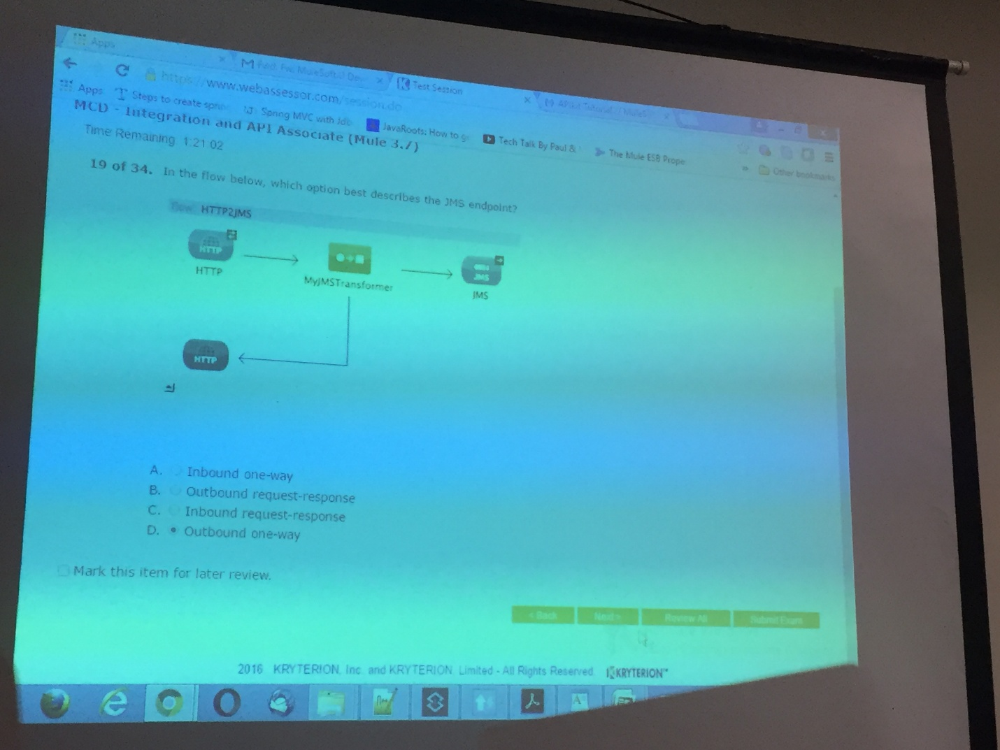 Apps
Test Session
https://www.webassessor.com/session.do
Apps Steps to create Spring MVC with Jdb JavaRoots: How to g Tech Talk By Paul & The Mule ESB Prope Other bookmarks
MCD - Integration and API Associate (Mule 3.7)
Time Remaining 1:21:02
19 of 34. In the flow below, which option best describes the JMS endpoint?
flow HTTP2JMS
HTTP
JMS
HTTP
MyJMSTransformer
JMS
HTTP
A. Inbound one-way
B. Outbound request-response
C. Inbound request-response
D. Outbound one-way
Mark this item for later review.
< Back Next > Review All Submit Exam
2016 KRYTERION, Inc. and KRYTERION Limited - All Rights Reserved. KRYTERION™